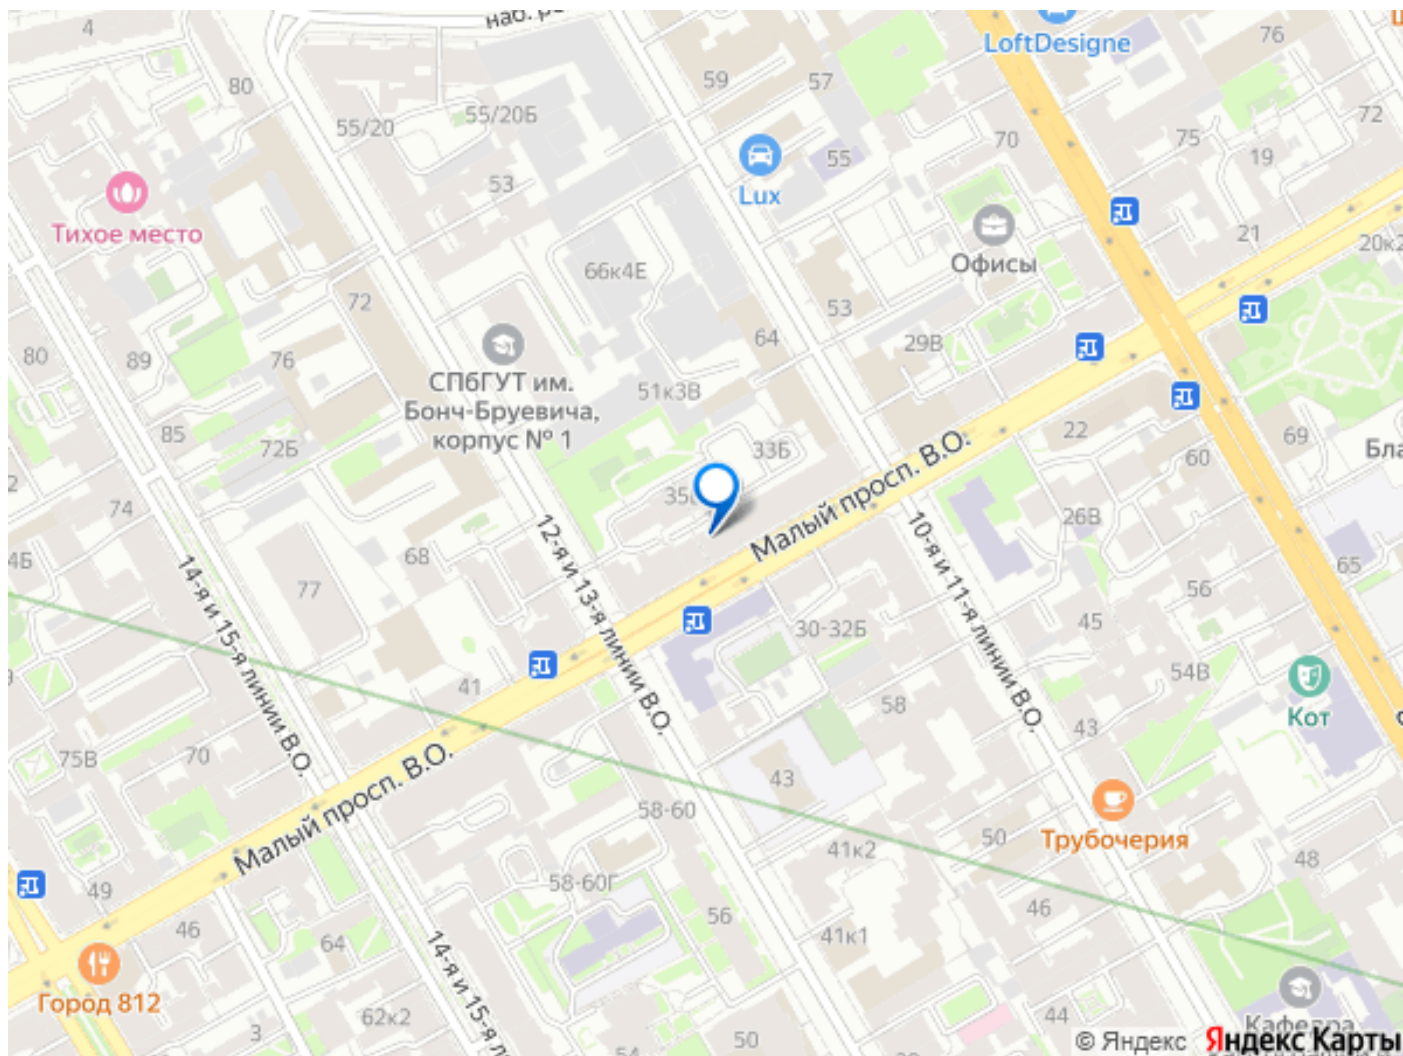 4
наб.
LoftDesigne
76
80
59
57
55/20Б
55/20
72
75
70
19
55
53
Lux
Тихое место
21
20к2
Офисы
66к4Е
72
53
64
29В
80
89
76
СПбГУТ им.
Бонч-Бруевича,
корпус № 1
51к3В
22
69
85
72Б
33Б
60
74
35
Малый просп. В.О.
26В
12-я и 13-я линии В.О.
10-я и 11-я линии В.О.
68
14-я и 15-я линии В.О.
77
65
56
45
30-32Б
54В
41
58
Кот
43
75В
70
Малый просп. В.О.
43
58-60
Трубочерия
50
41к2
48
49
58-60Г
46
46
56
64
41к1
14-я и 15-я
Город 812
62к2
44
3
50
48
54
Кафедра
© Яндекс Яндекс Карты